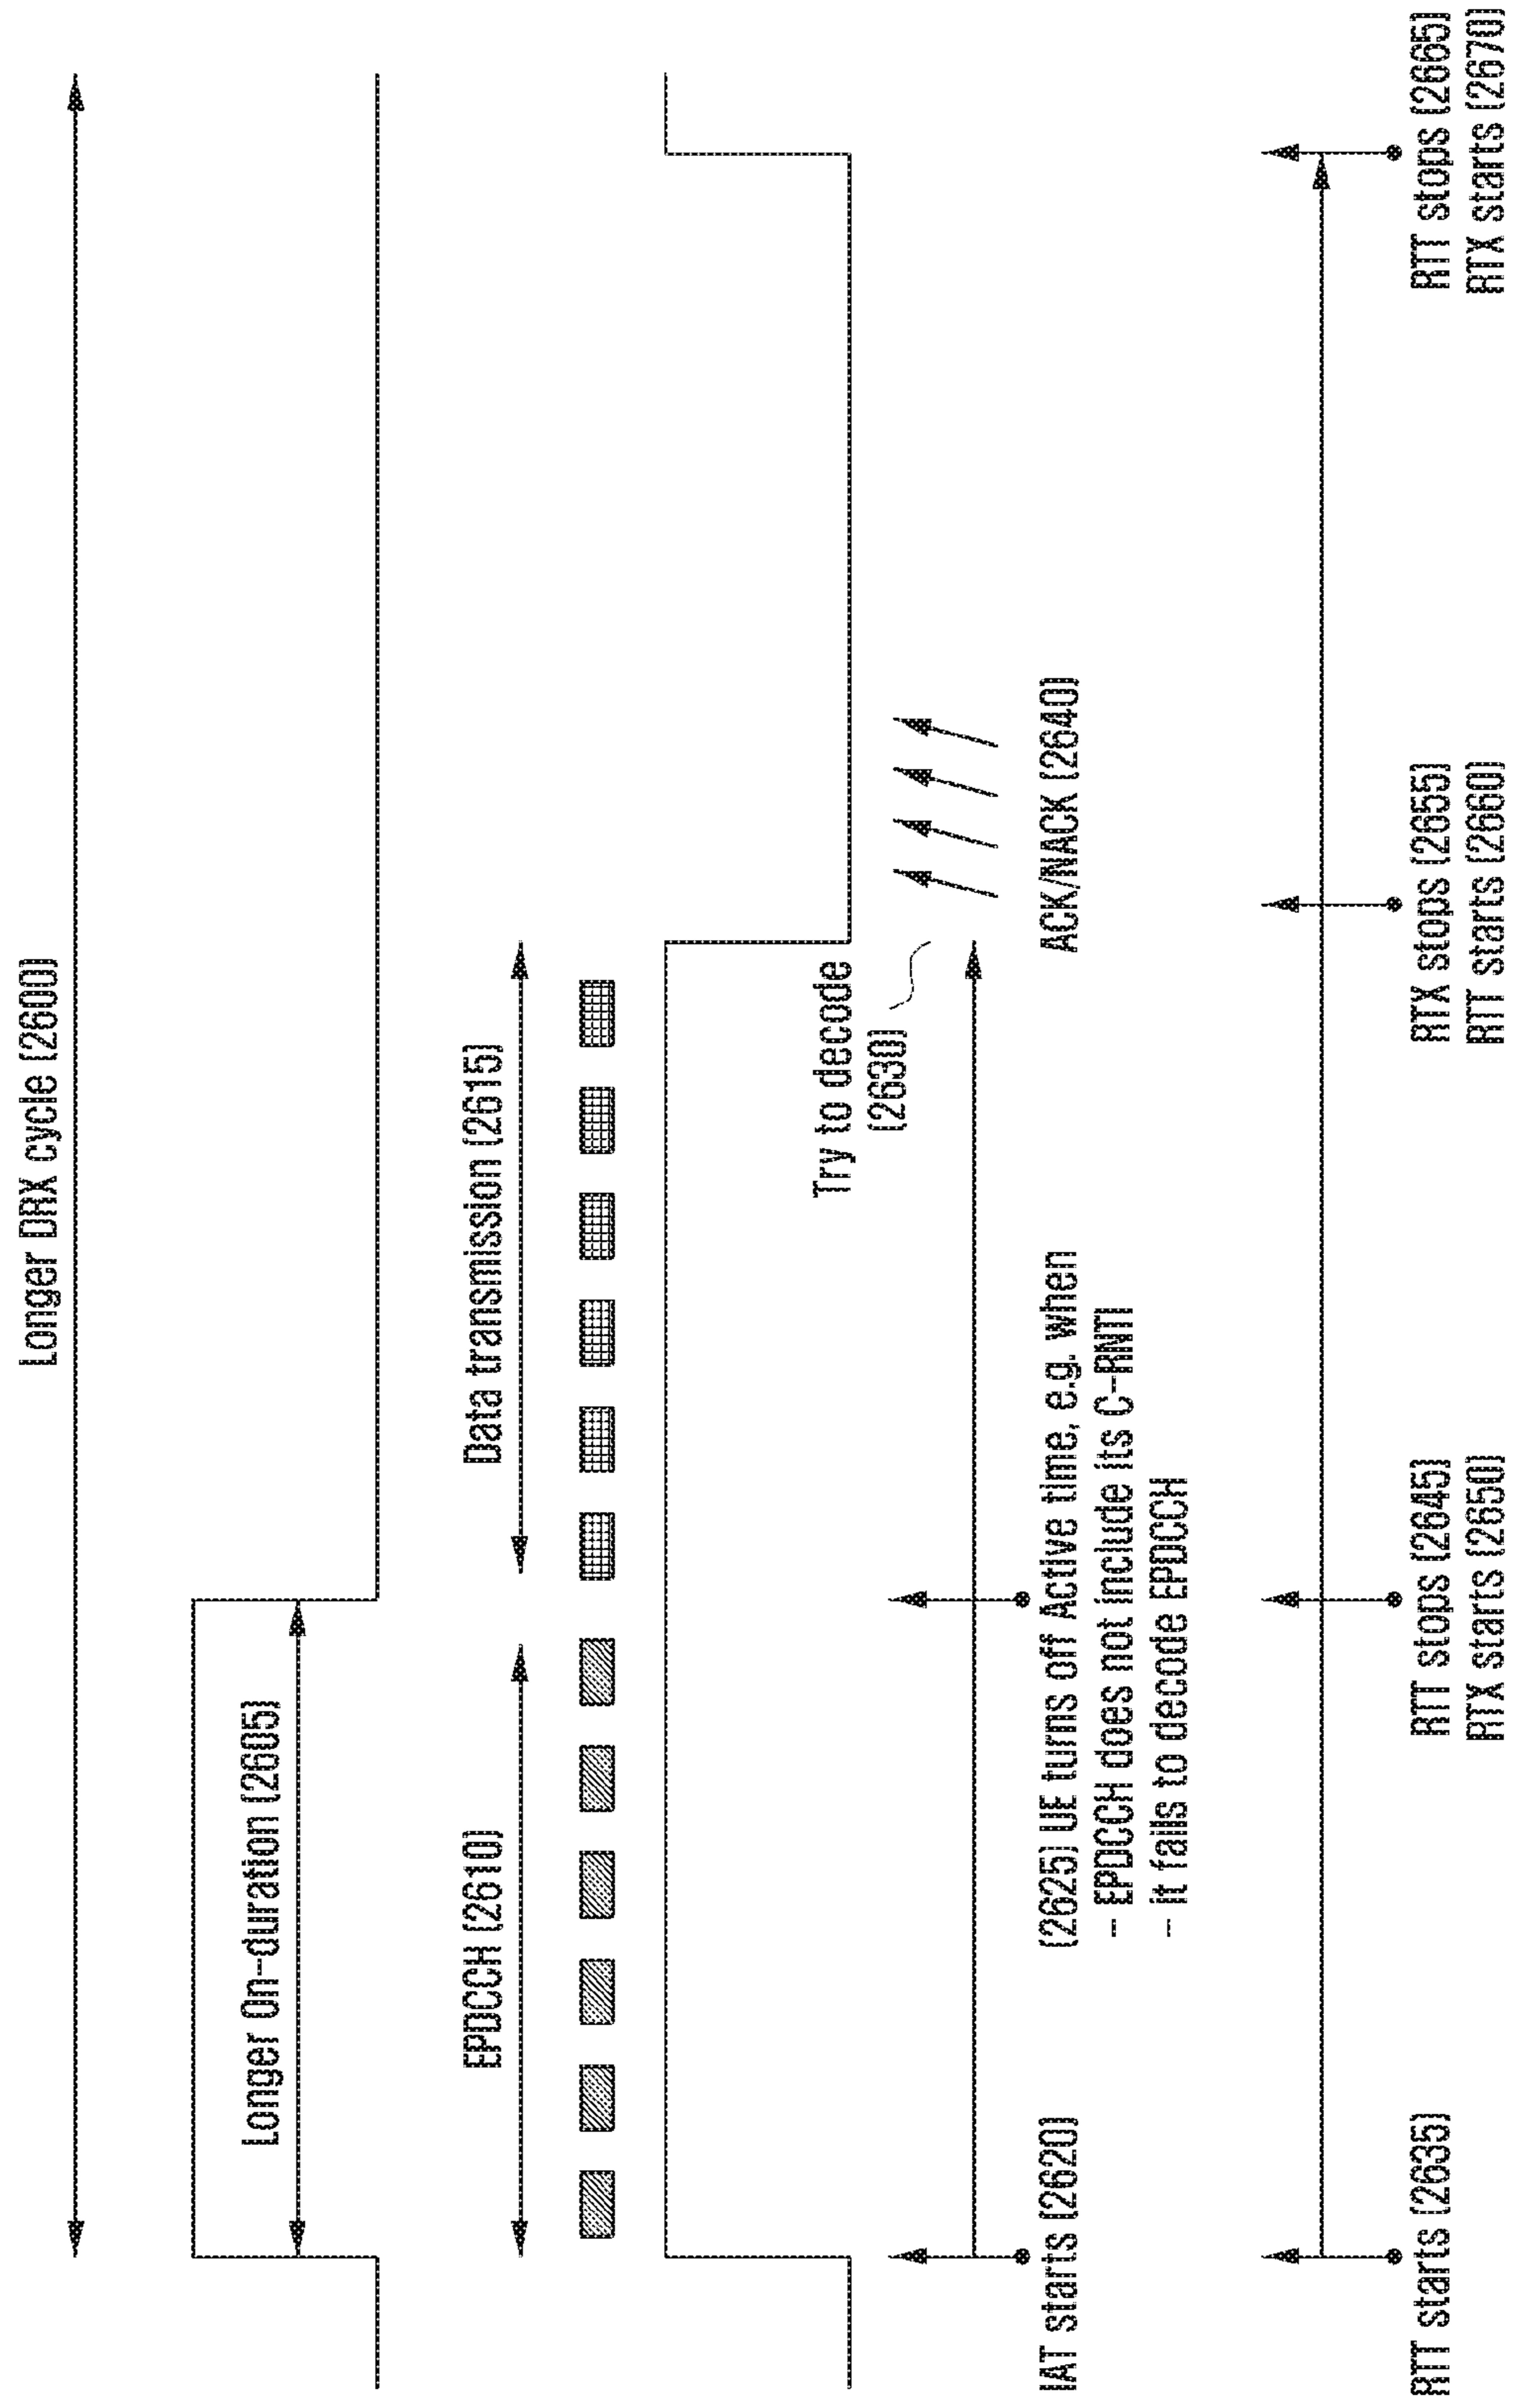 Longer DRX cycle (2600)
Longer On-duration (2605)
EPDCCH (2610)
Data transmission (2615)
Try to decode
(2630)
IAT starts (2620)
(2625) UE turns off Active time, e.g. when
- EPDCCH does not include its C-RNTI
- it fails to decode EPDCCH
ACK/NACK (2640)
RTT starts (2635)
RTT stops (2645)
RTX starts (2650)
RTX stops (2655)
RTT starts (2660)
RTT stops (2665)
RTX starts (2670)